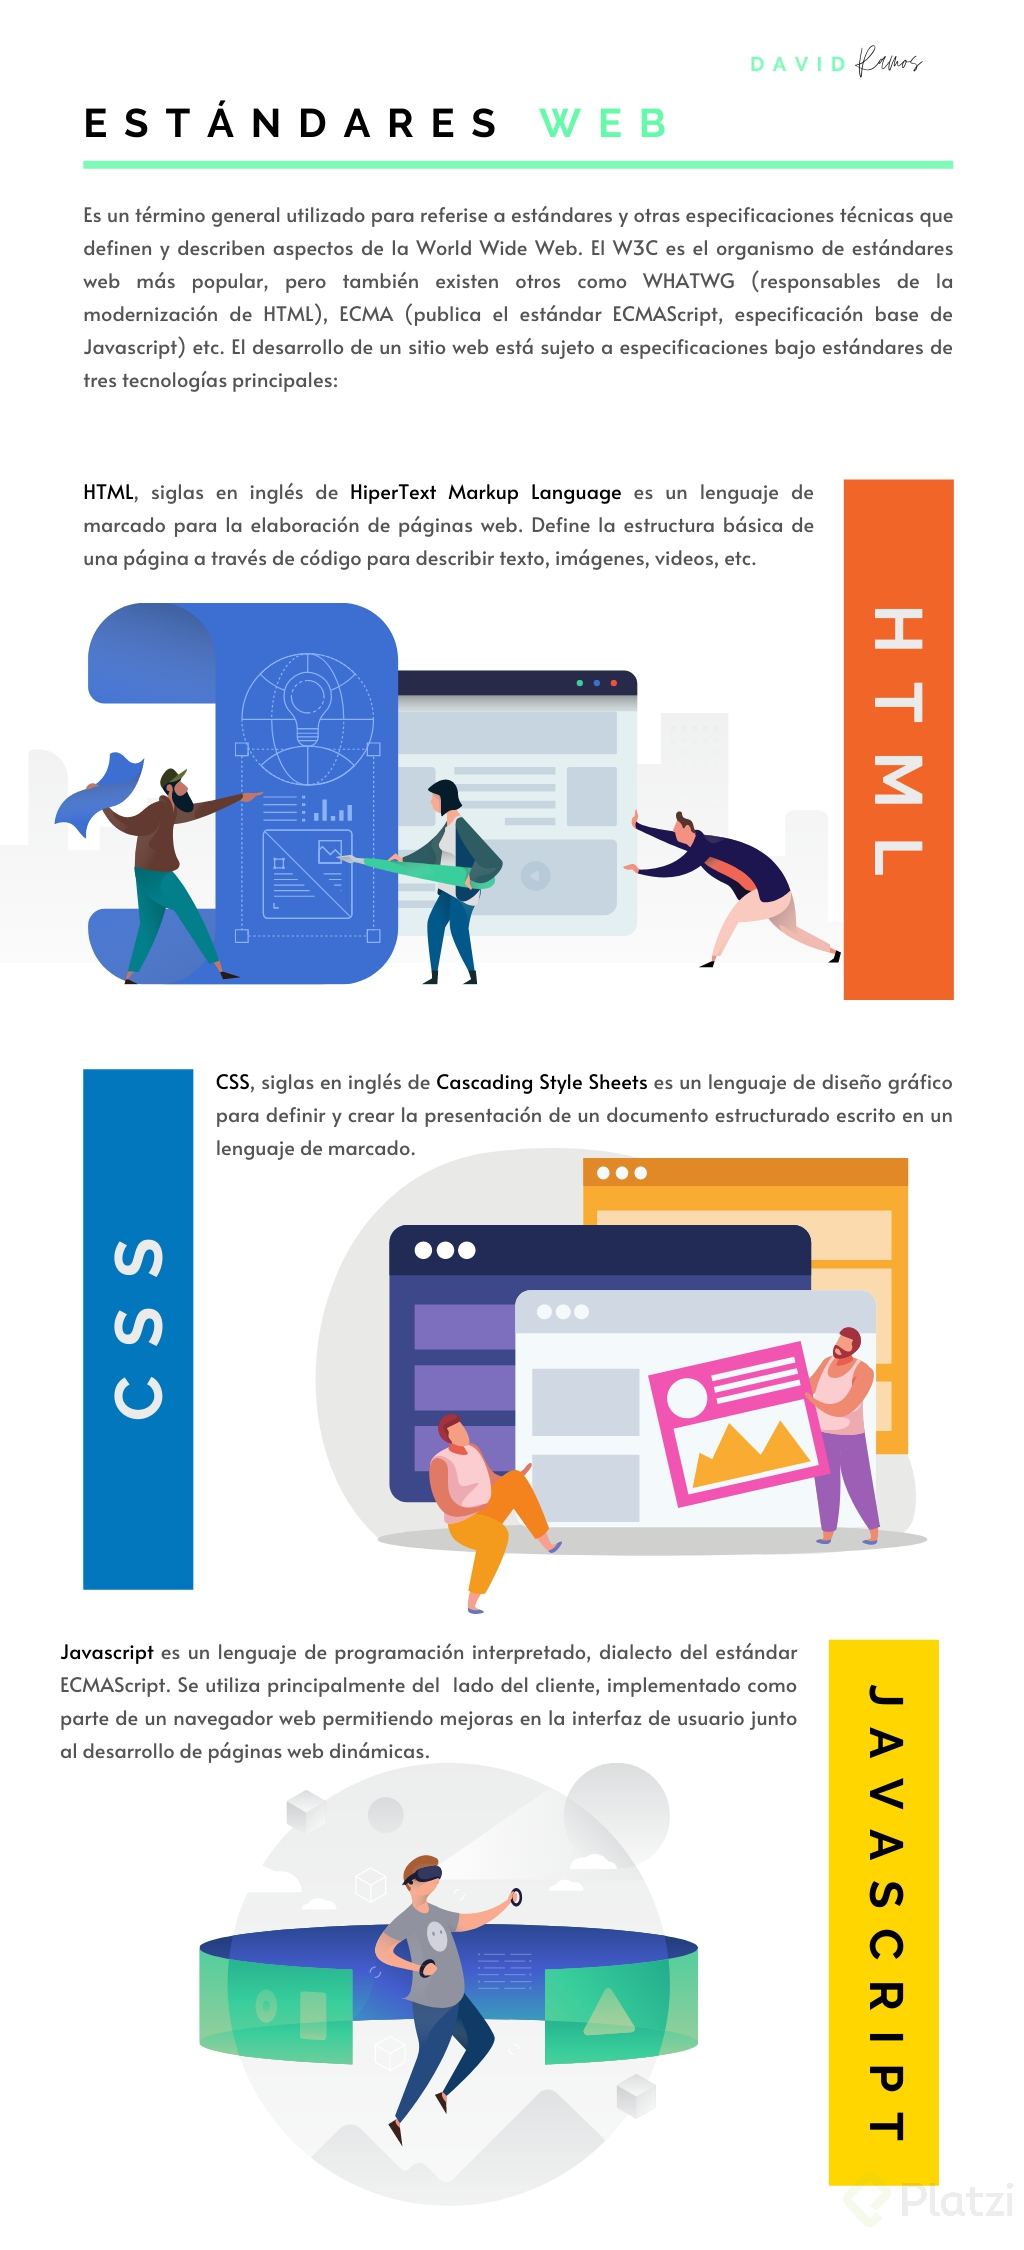 DAVID Ramos
ESTÁNDARES WEB
Es un término general utilizado para referise a estándares y otras especificaciones técnicas que
definen y describen aspectos de la World Wide Web. El W3C es el organismo de estándares
web más popular, pero también existen otros como WHATWG (responsables de la
modernización de HTML), ECMA (publica el estándar ECMAScript, especificación base de
Javascript) etc. El desarrollo de un sitio web está sujeto a especificaciones bajo estándares de
tres tecnologías principales:
HTML, siglas en inglés de HiperText Markup Language es un lenguaje de
marcado para la elaboración de páginas web. Define la estructura básica de
una página a través de código para describir texto, imágenes, videos, etc.
HTML
CSS
CSS, siglas en inglés de Cascading Style Sheets es un lenguaje de diseño gráfico
para definir y crear la presentación de un documento estructurado escrito en un
lenguaje de marcado.
Javascript es un lenguaje de programación interpretado, dialecto del estándar
ECMAScript. Se utiliza principalmente del lado del cliente, implementado como
parte de un navegador web permitiendo mejoras en la interfaz de usuario junto
al desarrollo de páginas web dinámicas.
JAVASCRIPT
Platzi